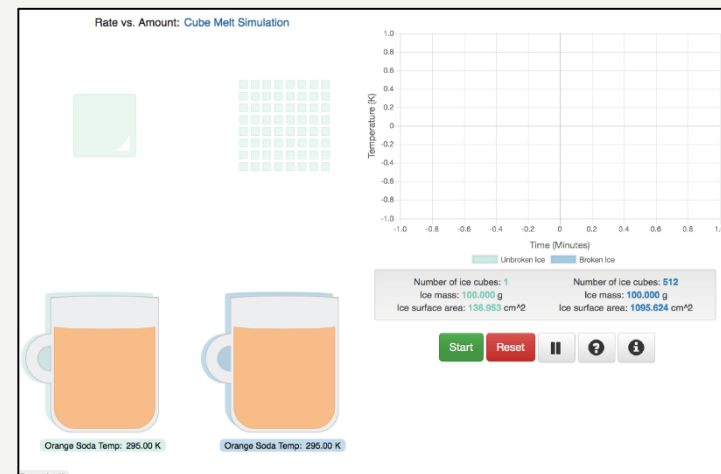 Rate vs. Amount: Cube Melt Simulation
1.0
0.8
0.6
0.4
0.2
0
-0.2
-0.4
-0.6
-0.8
-1.0
Temperature (K)
-1.0 -0.8 -0.6 -0.4 -0.2 0 0.2 0.4 0.6 0.8 1.
Time (Minutes)
Unbroken Ice Broken Ice
Number of ice cubes: 1 Number of ice cubes: 512
Ice mass: 100.000 g Ice mass: 100.000 g
Ice surface area: 136.953 cm^2 Ice surface area: 1095.624 cm^2
Start Reset ? i
Orange Soda Temp: 295.00 K Orange Soda Temp: 295.00 K